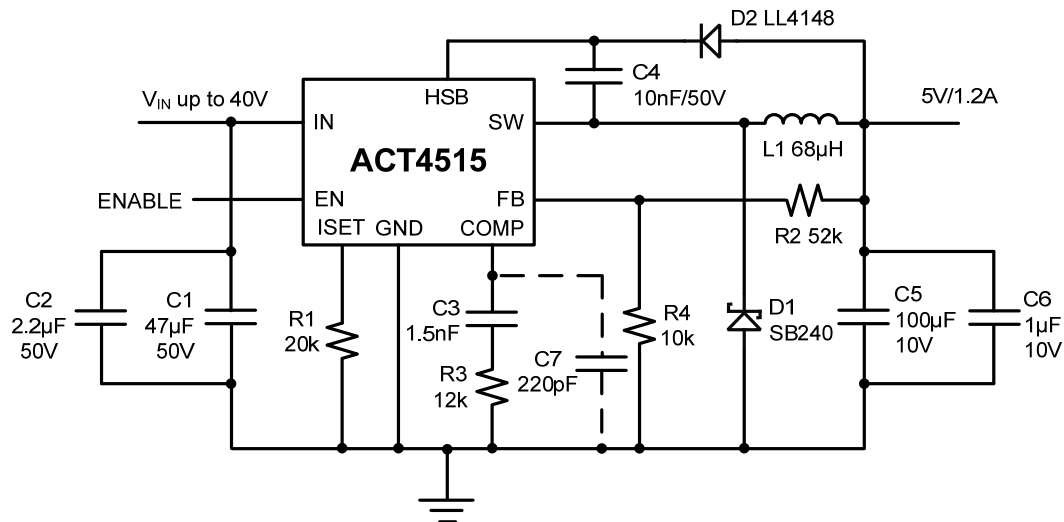 D2 LL4148
C4
10nF/50V
V_IN up to 40V
HSB
5V/1.2A
IN
SW
L1 68µH
ACT4515
ENABLE
EN
FB
ISET
GND
COMP
R2 52k
C2
2.2µF
50V
C1
47µF
50V
R1
20k
C3
1.5nF
R3
12k
C7
220pF
R4
10k
D1
SB240
C5
100µF
10V
C6
1µF
10V